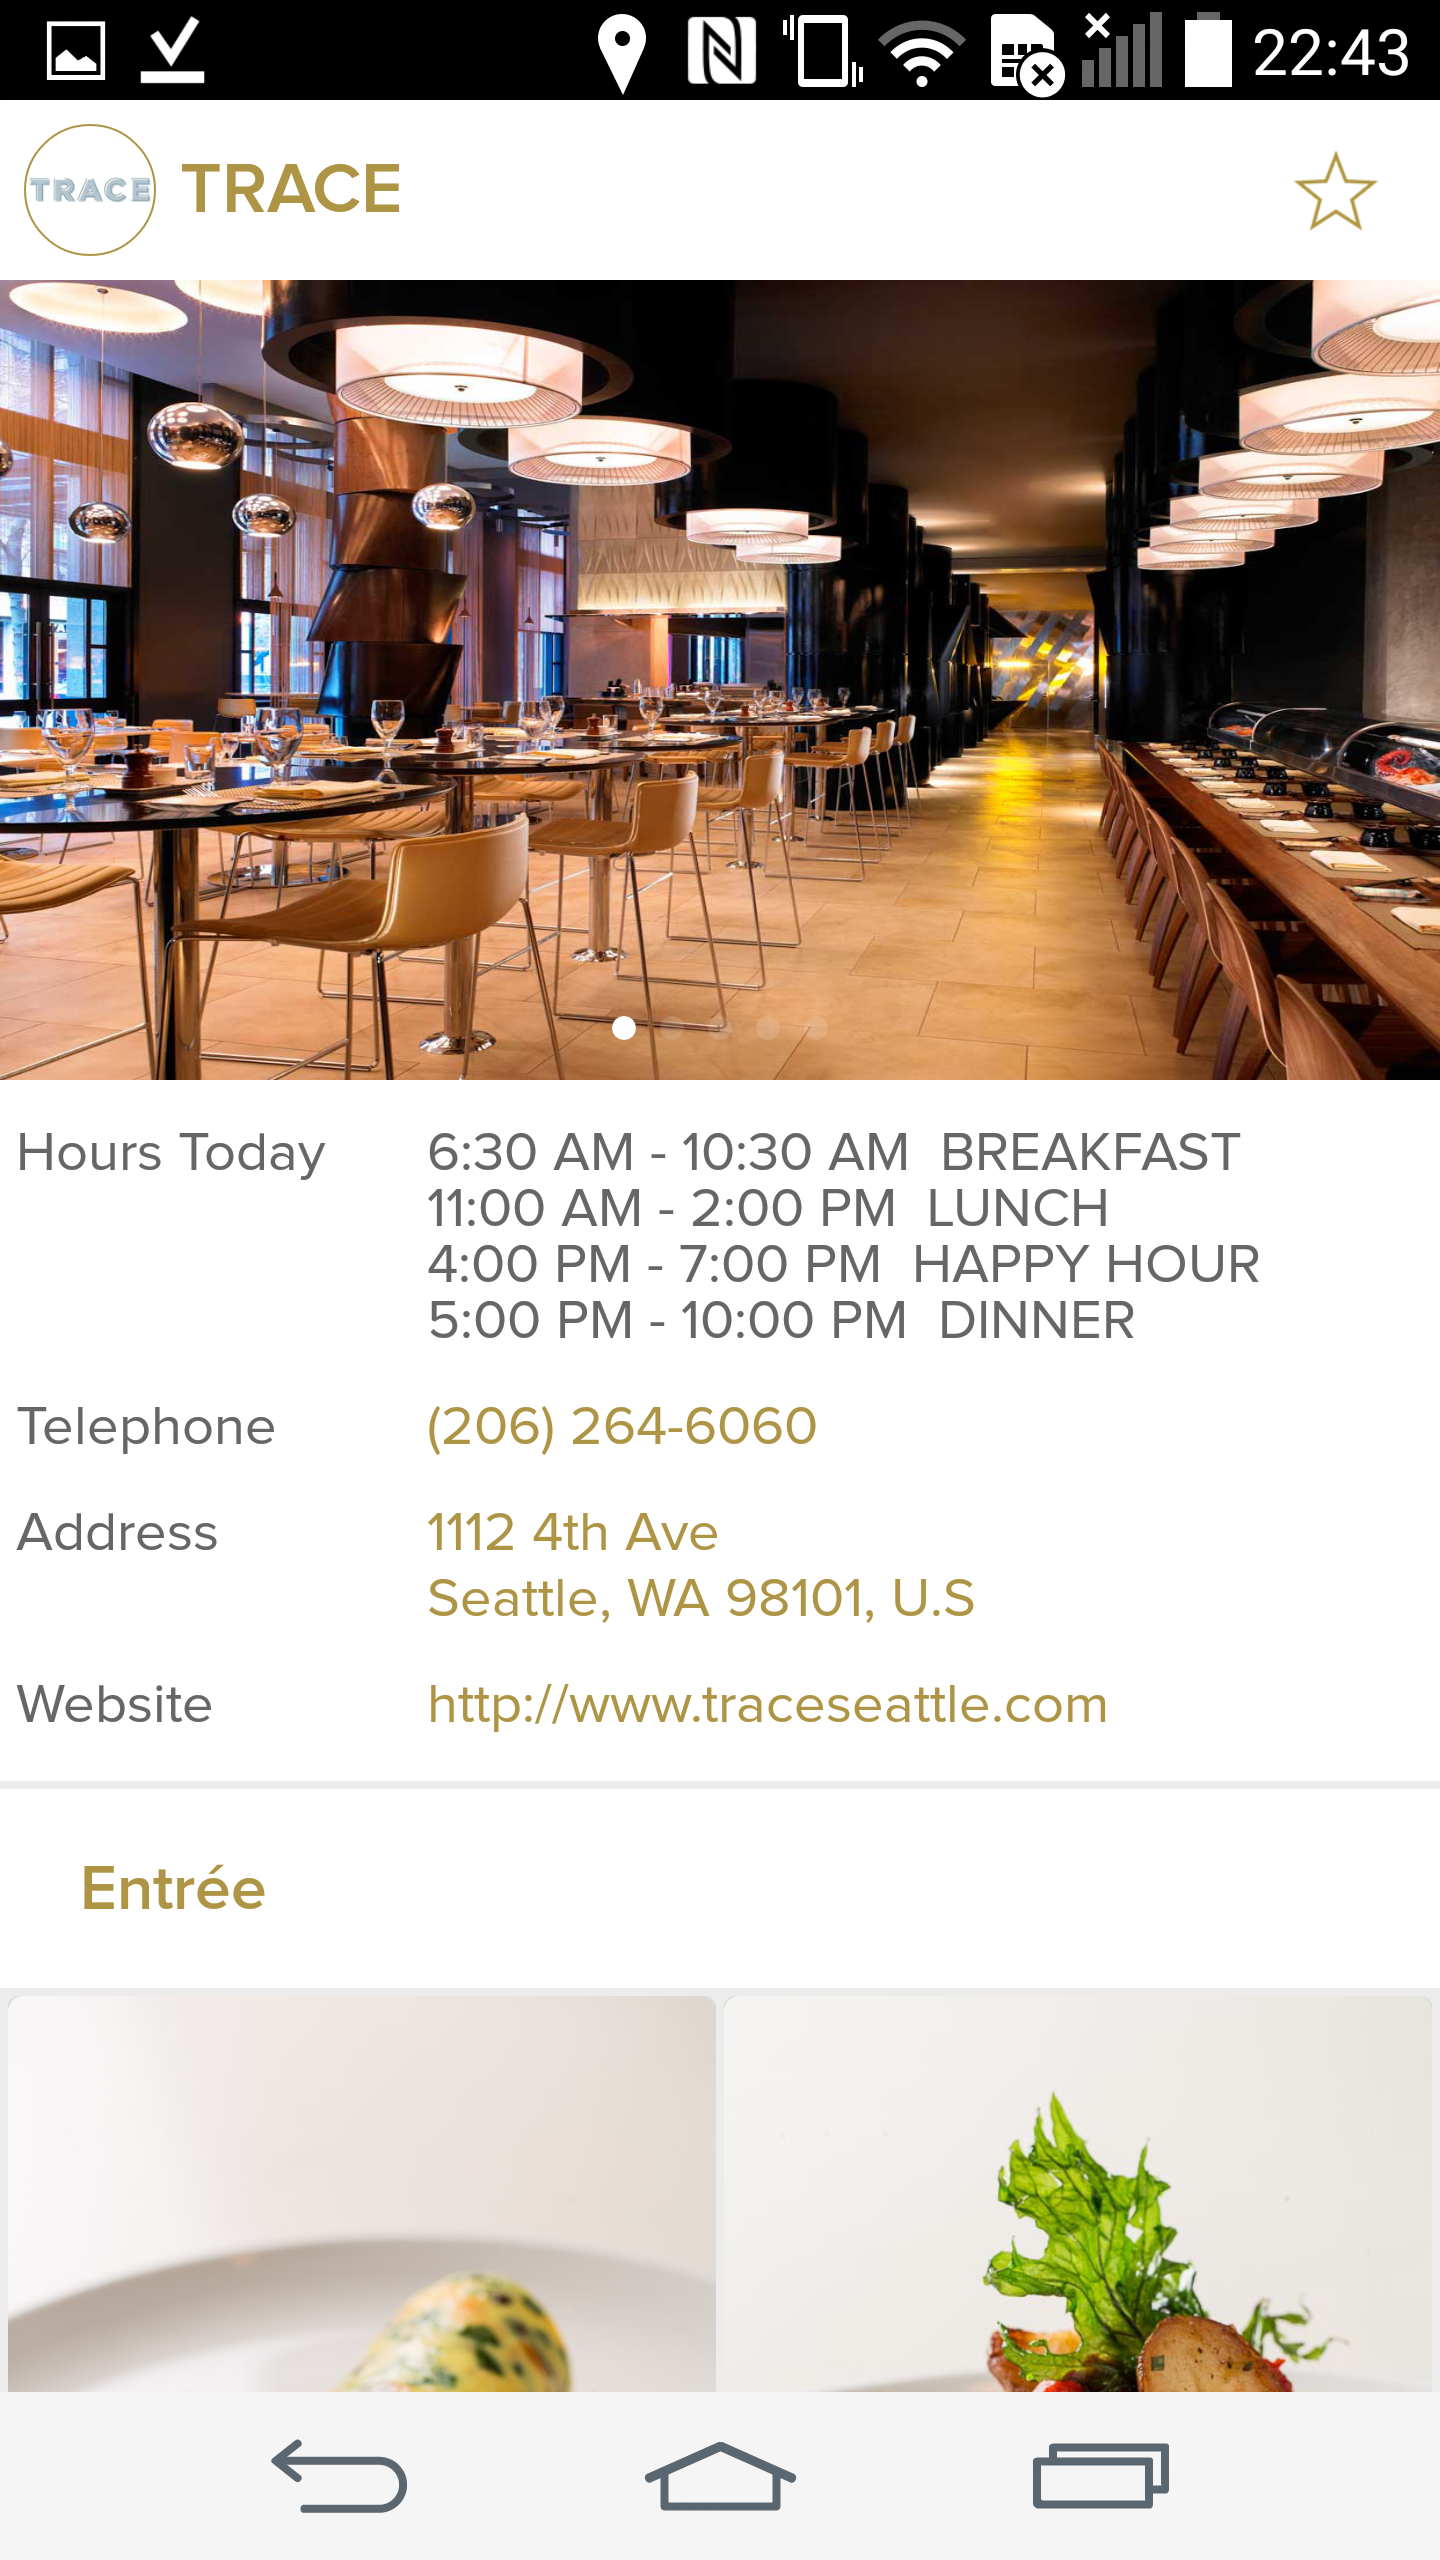 22:43
TRACE TRACE
Hours Today 6:30 AM - 10:30 AM BREAKFAST
11:00 AM - 2:00 PM LUNCH
4:00 PM - 7:00 PM HAPPY HOUR
5:00 PM - 10:00 PM DINNER
Telephone (206) 264-6060
Address 1112 4th Ave
Seattle, WA 98101, U.S
Website http://www.traceseattle.com
Entrée